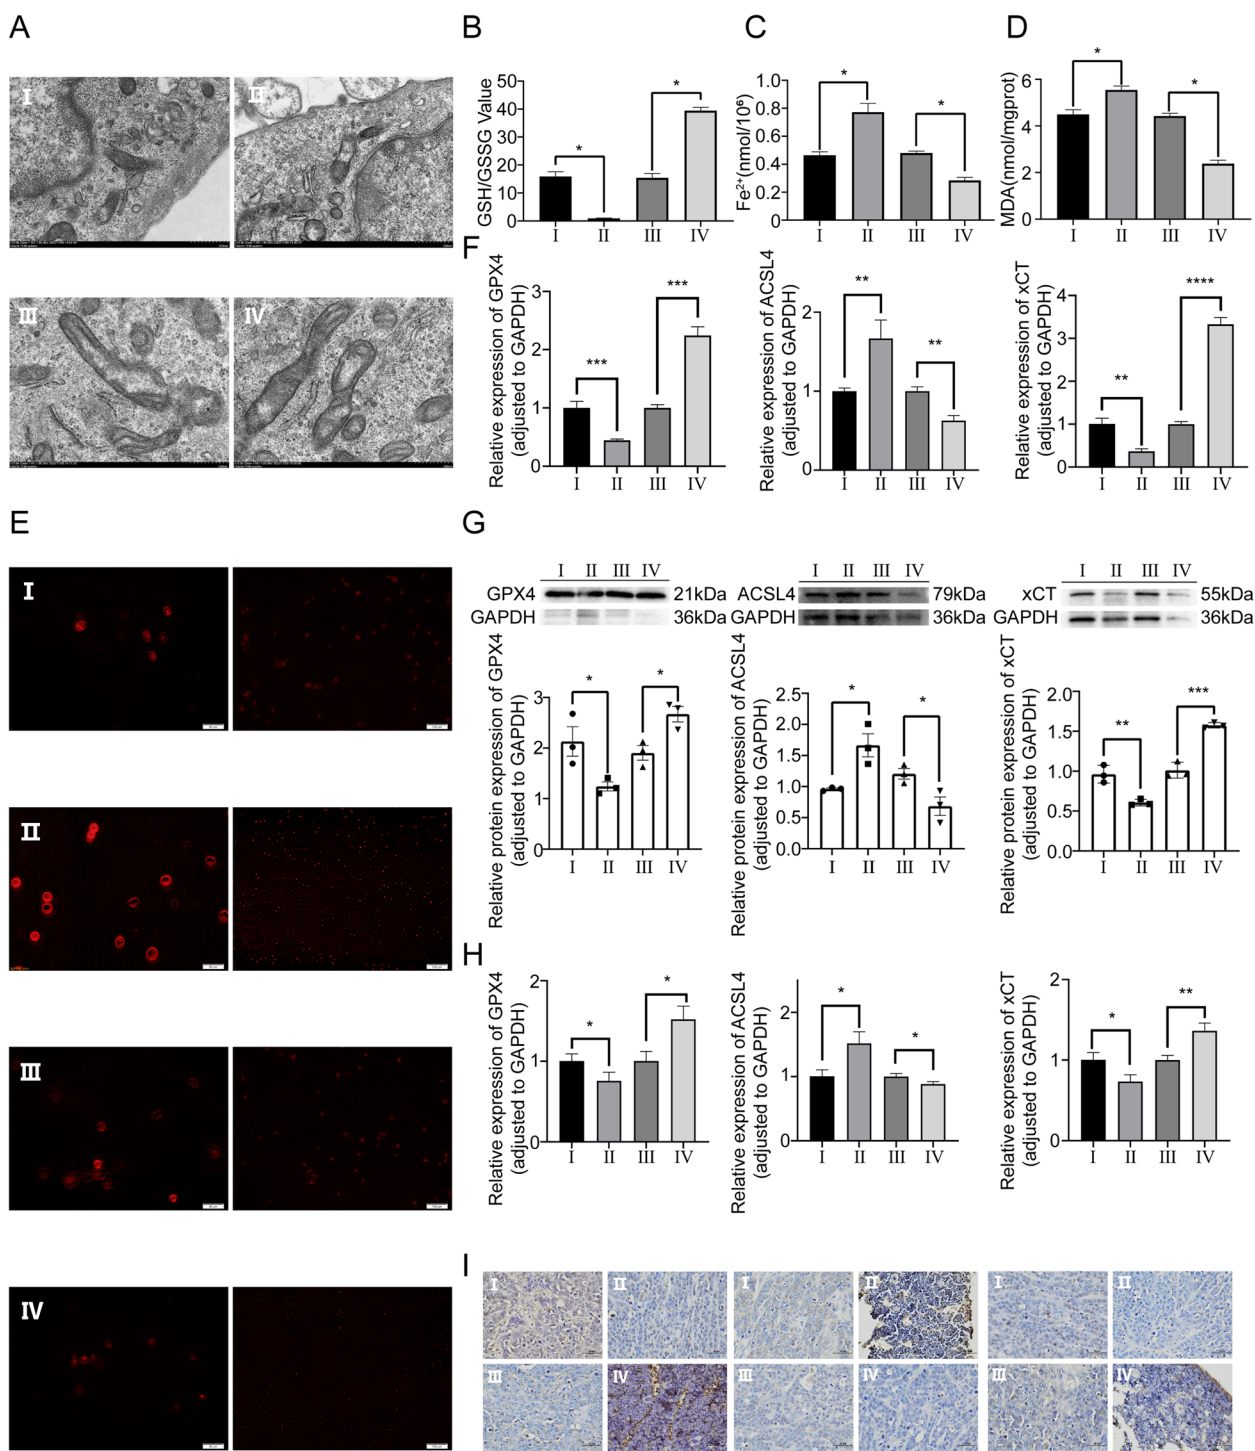 A
I
II
III
IV
B
GSH/GSSG Value
50
40
30
20
10
0
*
*
I II III IV
C
Fe²⁺(nmol/10⁶)
1.0
0.8
0.6
0.4
0.2
0
*
*
I II III IV
D
MDA(nmol/mgprot)
6
4
2
0
*
*
I II III IV
E
I
II
III
IV
F
Relative expression of GPX4
(adjusted to GAPDH)
3
2
1
0
***
***
I II III IV
Relative expression of ACSL4
(adjusted to GAPDH)
2
1
0
**
**
I II III IV
Relative expression of xCT
(adjusted to GAPDH)
4
3
2
1
0
**
****
I II III IV
G
I II III IV
GPX4 21kDa
GAPDH 36kDa
I II III IV
ACSL4 79kDa
GAPDH 36kDa
I II III IV
xCT 55kDa
GAPDH 36kDa
Relative protein expression of GPX4
(adjusted to GAPDH)
3
2
1
0
*
*
I II III IV
Relative protein expression of ACSL4
(adjusted to GAPDH)
2.5
2.0
1.5
1.0
0.5
0.0
*
*
I II III IV
Relative protein expression of xCT
(adjusted to GAPDH)
2.0
1.5
1.0
0.5
0.0
**
***
I II III IV
H
Relative expression of GPX4
(adjusted to GAPDH)
2
1
0
*
*
I II III IV
Relative expression of ACSL4
(adjusted to GAPDH)
2
1
0
*
*
I II III IV
Relative expression of xCT
(adjusted to GAPDH)
2
1
0
*
**
I II III IV
I
I II I II I II
III IV III IV III IV